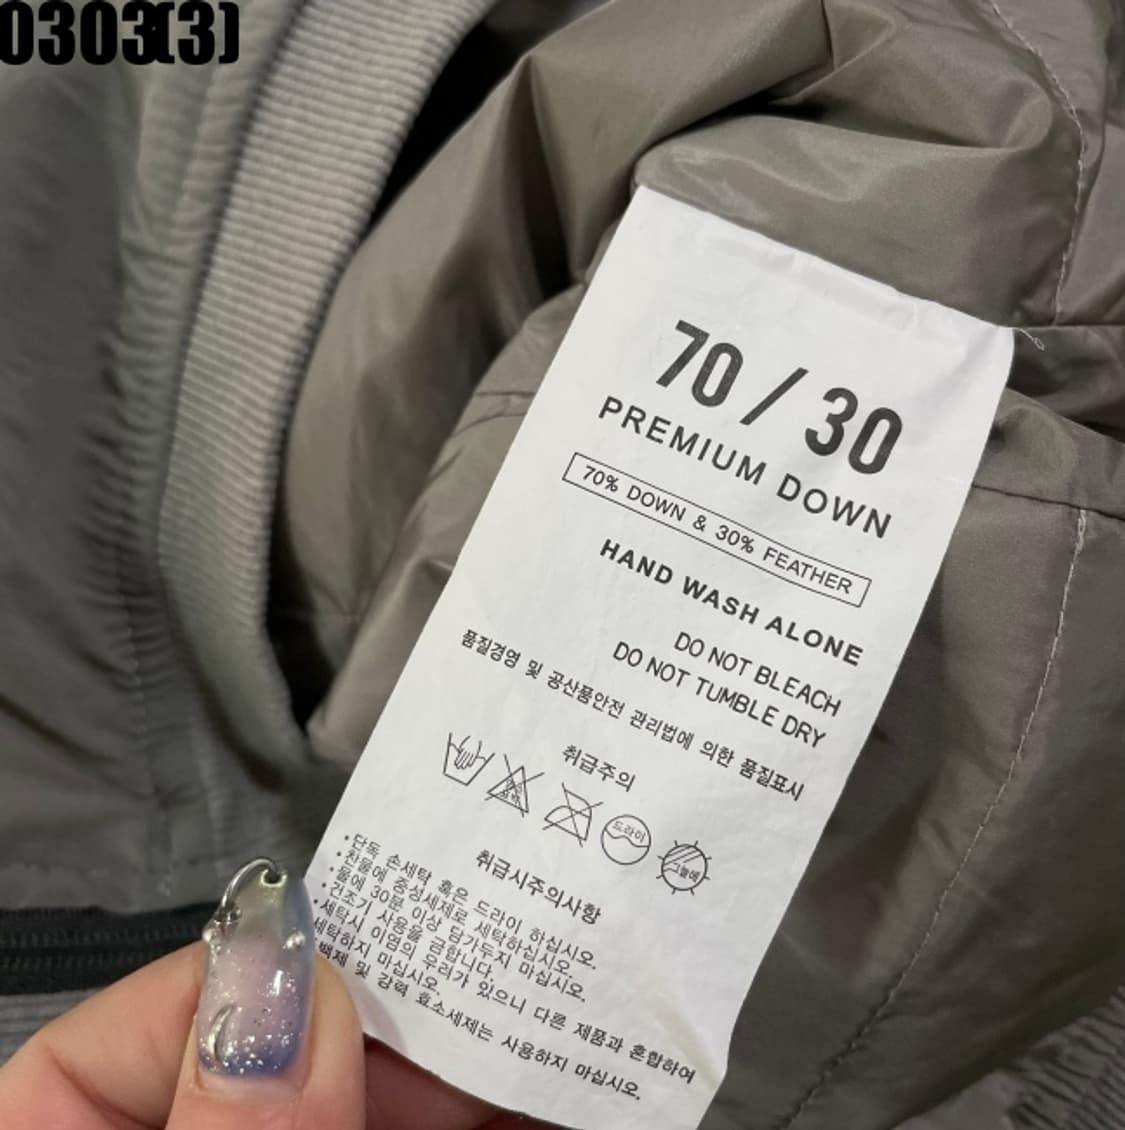 0303(3)
70 / 30
PREMIUM DOWN
70% DOWN & 30% FEATHER
HAND WASH ALONE
DO NOT BLEACH
DO NOT TUMBLE DRY
품질경영 및 공산품안전 관리법에 의한 품질표시
취급주의
드라이
그늘에
취급시주의사항
•단독 손세탁 혹은 드라이 하십시오.
•찬물에 중성세제로 세탁하십시오.
•물에 30분 이상 담가두지 마십시오.
•건조기 사용을 금합니다.
•세탁시 이염의 우려가 있으니 다른 제품과 혼합하여
세탁하지 마십시오.
백제 및 강력 효소세제는 사용하지 마십시오.